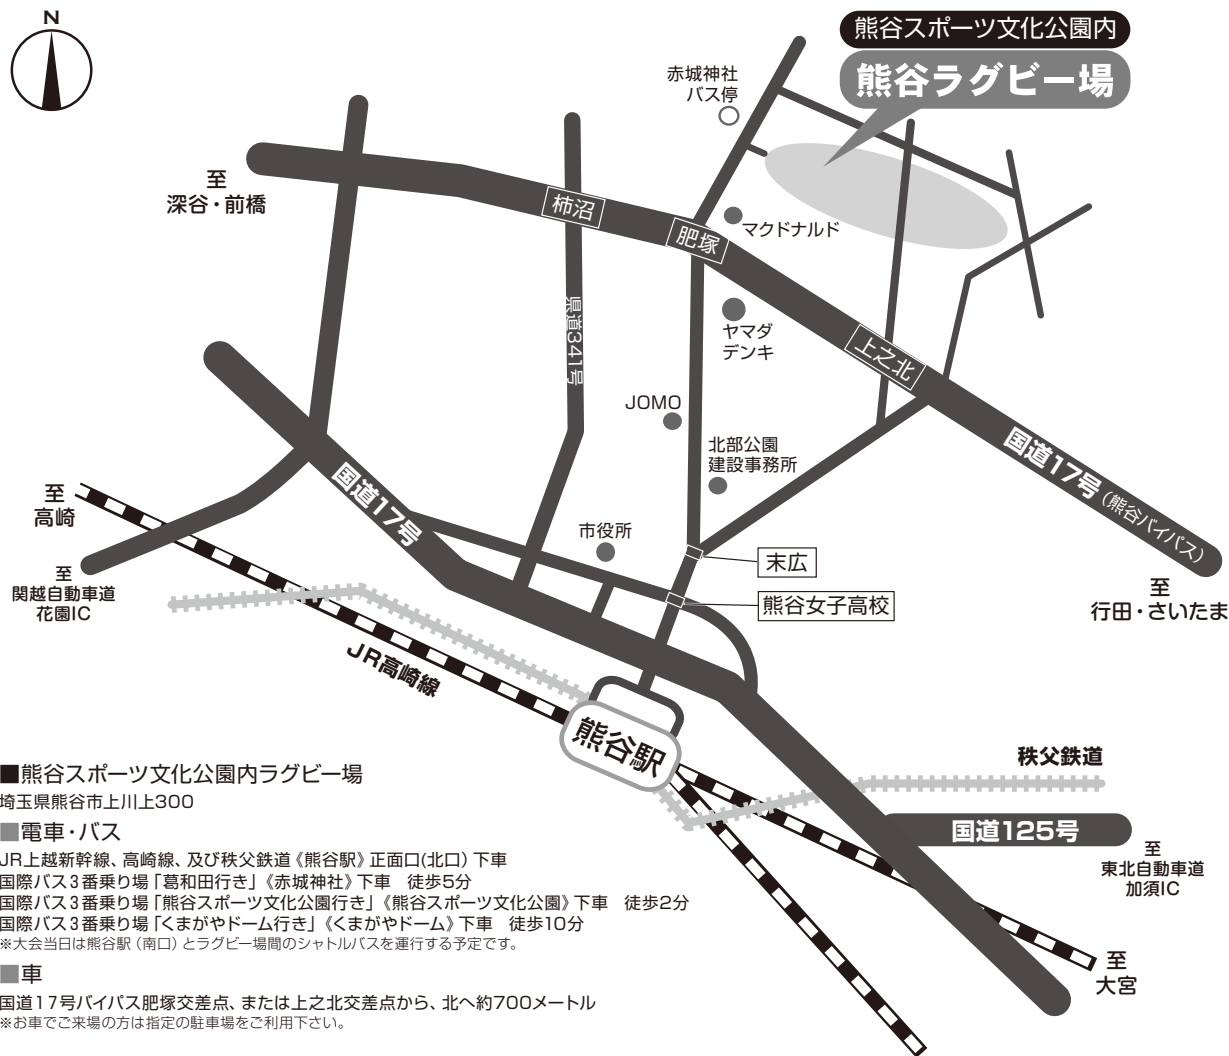 N
熊谷スポーツ文化公園内
熊谷ラグビー場
赤城神社
バス停
至
深谷・前橋
柿沼
肥塚
マクドナルド
県道341号
ヤマダ
デンキ
上之北
JOMO
北部公園
建設事務所
国道17号(熊谷バイパス)
国道17号
至
高崎
市役所
末広
至
関越自動車道
花園IC
熊谷女子高校
至
行田・さいたま
JR高崎線
熊谷駅
秩父鉄道
国道125号
至
東北自動車道
加須IC
至
大宮
■熊谷スポーツ文化公園内ラグビー場
埼玉県熊谷市上川上300
■電車・バス
JR上越新幹線、高崎線、及び秩父鉄道《熊谷駅》正面口(北口)下車
国際バス3番乗り場「葛和田行き」《赤城神社》下車　徒歩5分
国際バス3番乗り場「熊谷スポーツ文化公園行き」《熊谷スポーツ文化公園》下車　徒歩2分
国際バス3番乗り場「くまがやドーム行き」《くまがやドーム》下車　徒歩10分
※大会当日は熊谷駅（南口）とラグビー場間のシャトルバスを運行する予定です。
■車
国道17号バイパス肥塚交差点、または上之北交差点から、北へ約700メートル
※お車でご来場の方は指定の駐車場をご利用下さい。